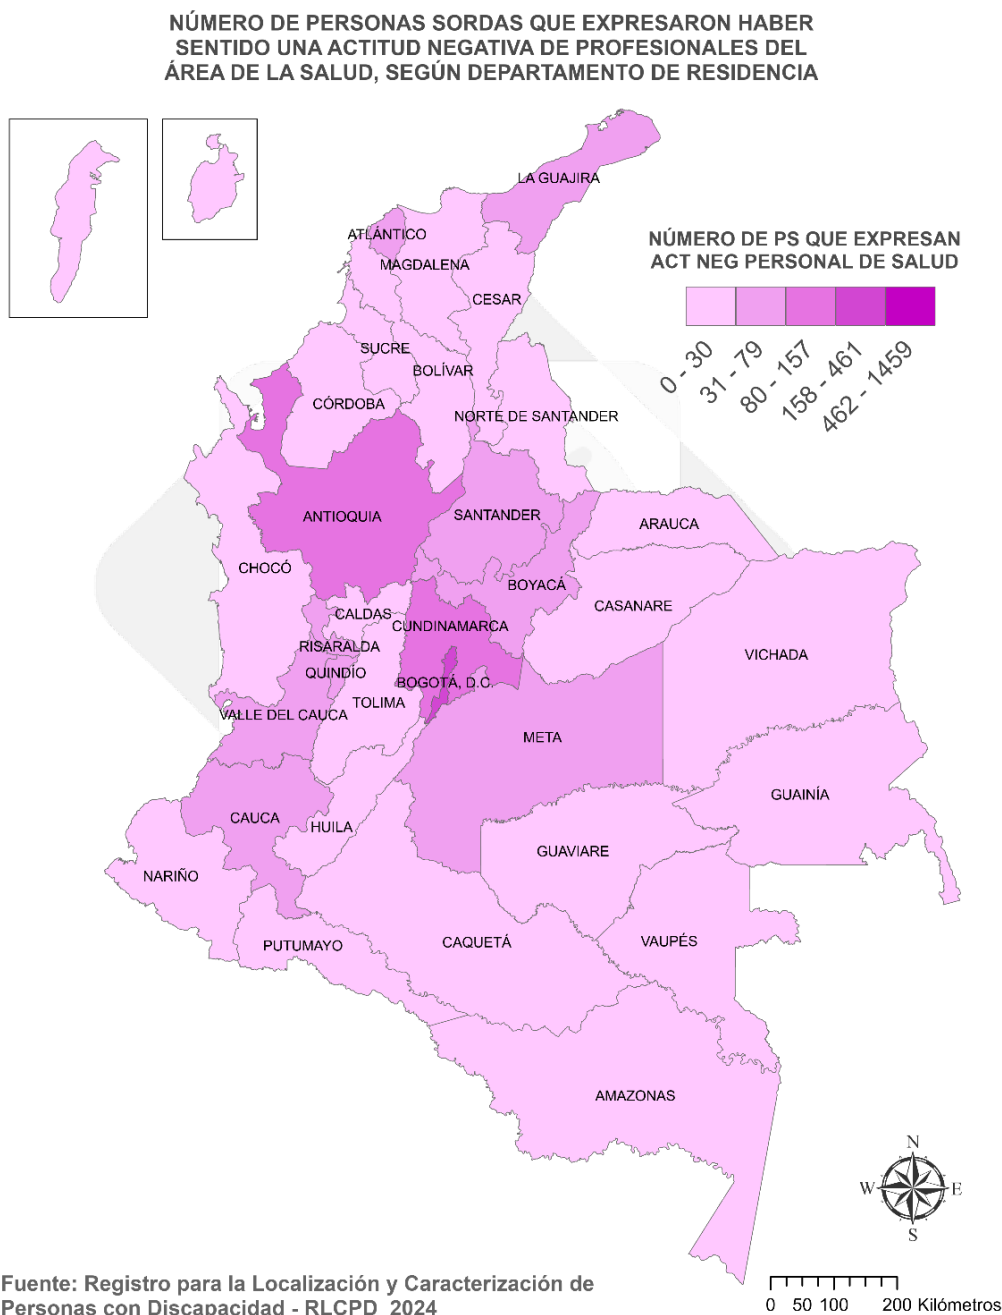 NÚMERO DE PERSONAS SORDAS QUE EXPRESARON HABER
SENTIDO UNA ACTITUD NEGATIVA DE PROFESIONALES DEL
ÁREA DE LA SALUD, SEGÚN DEPARTAMENTO DE RESIDENCIA
LA GUAJIRA
ATLÁNTICO
MAGDALENA
CESAR
NÚMERO DE PS QUE EXPRESAN
ACT NEG PERSONAL DE SALUD
0 - 30
31 - 79
80 - 157
158 - 461
462 - 1459
SUCRE
BOLÍVAR
CÓRDOBA
NORTE DE SANTANDER
ANTIOQUIA
SANTANDER
ARAUCA
CHOCÓ
BOYACÁ
CASANARE
CALDAS
CUNDINAMARCA
RISARALDA
VICHADA
QUINDÍO
BOGOTÁ, D.C.
TOLIMA
VALLE DEL CAUCA
META
GUAINÍA
CAUCA
HUILA
GUAVIARE
NARIÑO
PUTUMAYO
CAQUETÁ
VAUPÉS
AMAZONAS
N
W
E
S
Fuente: Registro para la Localización y Caracterización de
Personas con Discapacidad - RLCPD 2024
0 50 100 200 Kilómetros